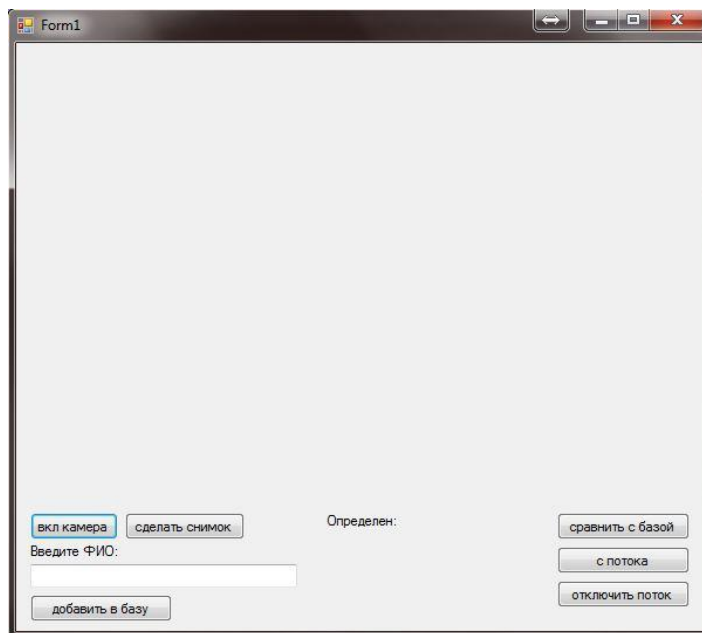 Form1
вкл камера сделать снимок Определен: сравнить с базой
Введите ФИО:
с потока
добавить в базу отключить поток